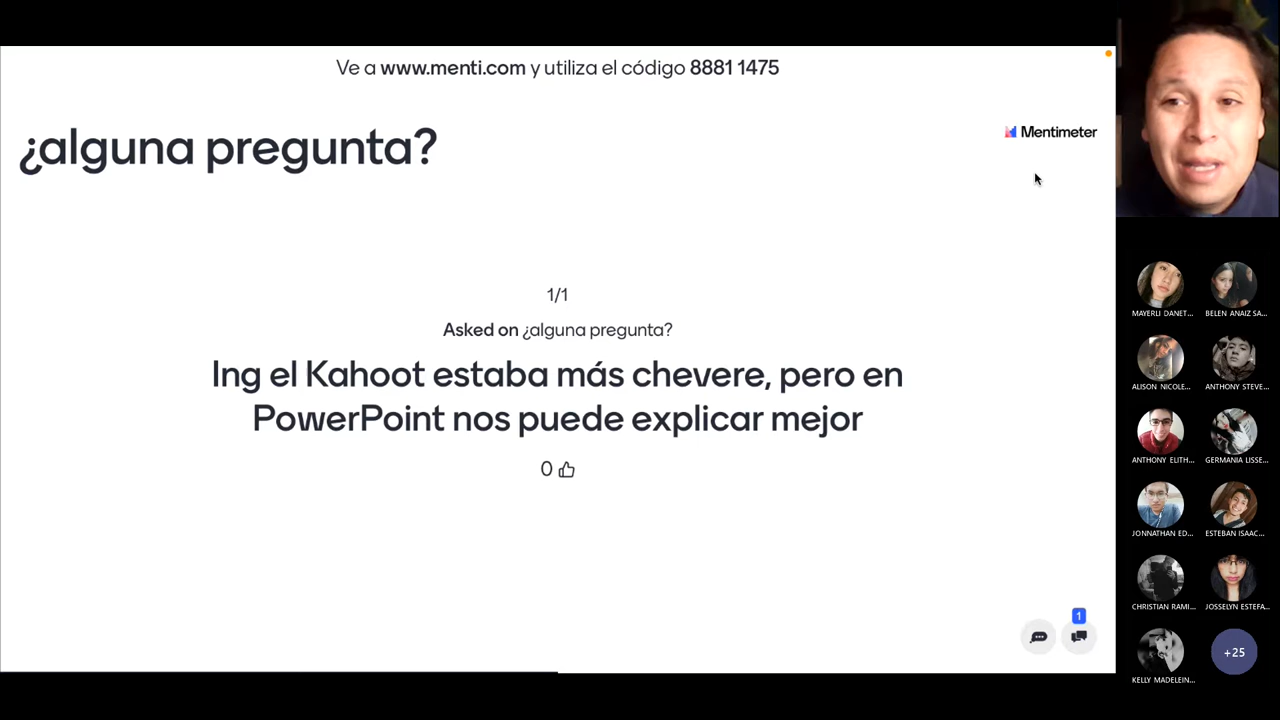 Ve a www.menti.com y utiliza el código 8881 1475
¿alguna pregunta?
Mentimeter
1/1
Asked on ¿alguna pregunta?
Ing el Kahoot estaba más chevere, pero en
PowerPoint nos puede explicar mejor
0
1
MAYERLI DANET...
BELEN ANAIZ SA...
ALISON NICOLE...
ANTHONY STEVE...
ANTHONY ELITH...
GERMANIA LISSE...
JONNATHAN ED...
ESTEBAN ISAAC...
CHRISTIAN RAMI...
JOSSELYN ESTEFA...
KELLY MADELEIN...
+25